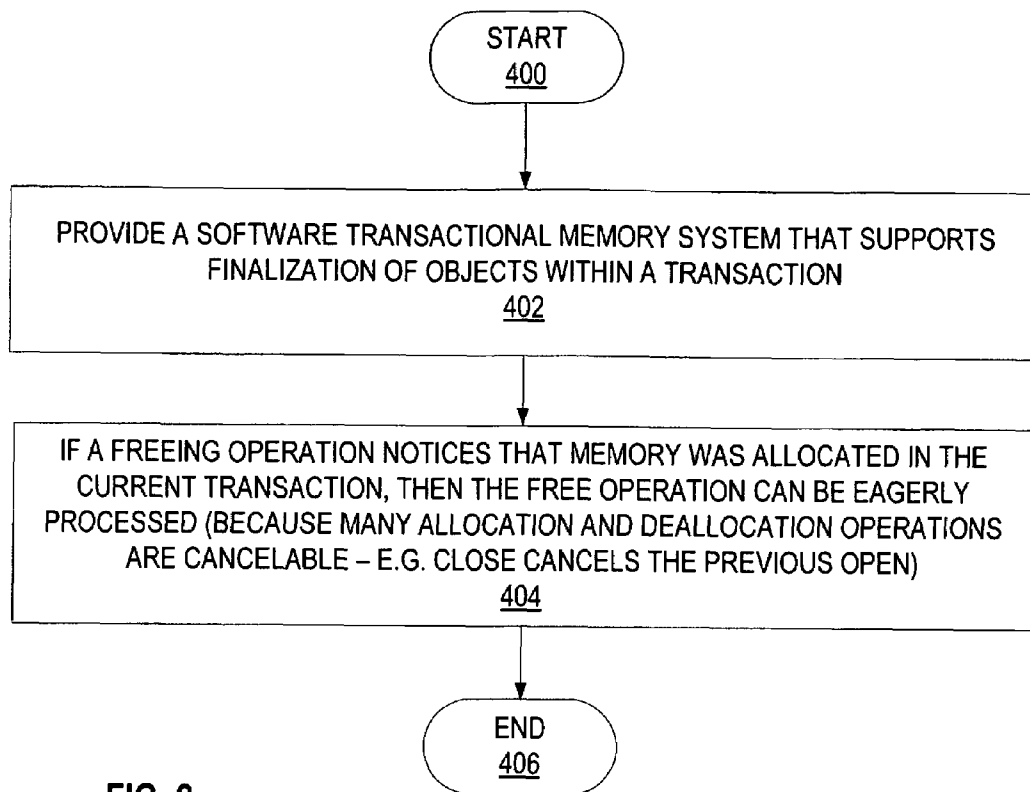 START
400
PROVIDE A SOFTWARE TRANSACTIONAL MEMORY SYSTEM THAT SUPPORTS
FINALIZATION OF OBJECTS WITHIN A TRANSACTION
402
IF A FREEING OPERATION NOTICES THAT MEMORY WAS ALLOCATED IN THE
CURRENT TRANSACTION, THEN THE FREE OPERATION CAN BE EAGERLY
PROCESSED (BECAUSE MANY ALLOCATION AND DEALLOCATION OPERATIONS
ARE CANCELABLE – E.G. CLOSE CANCELS THE PREVIOUS OPEN)
404
END
406
FIG.